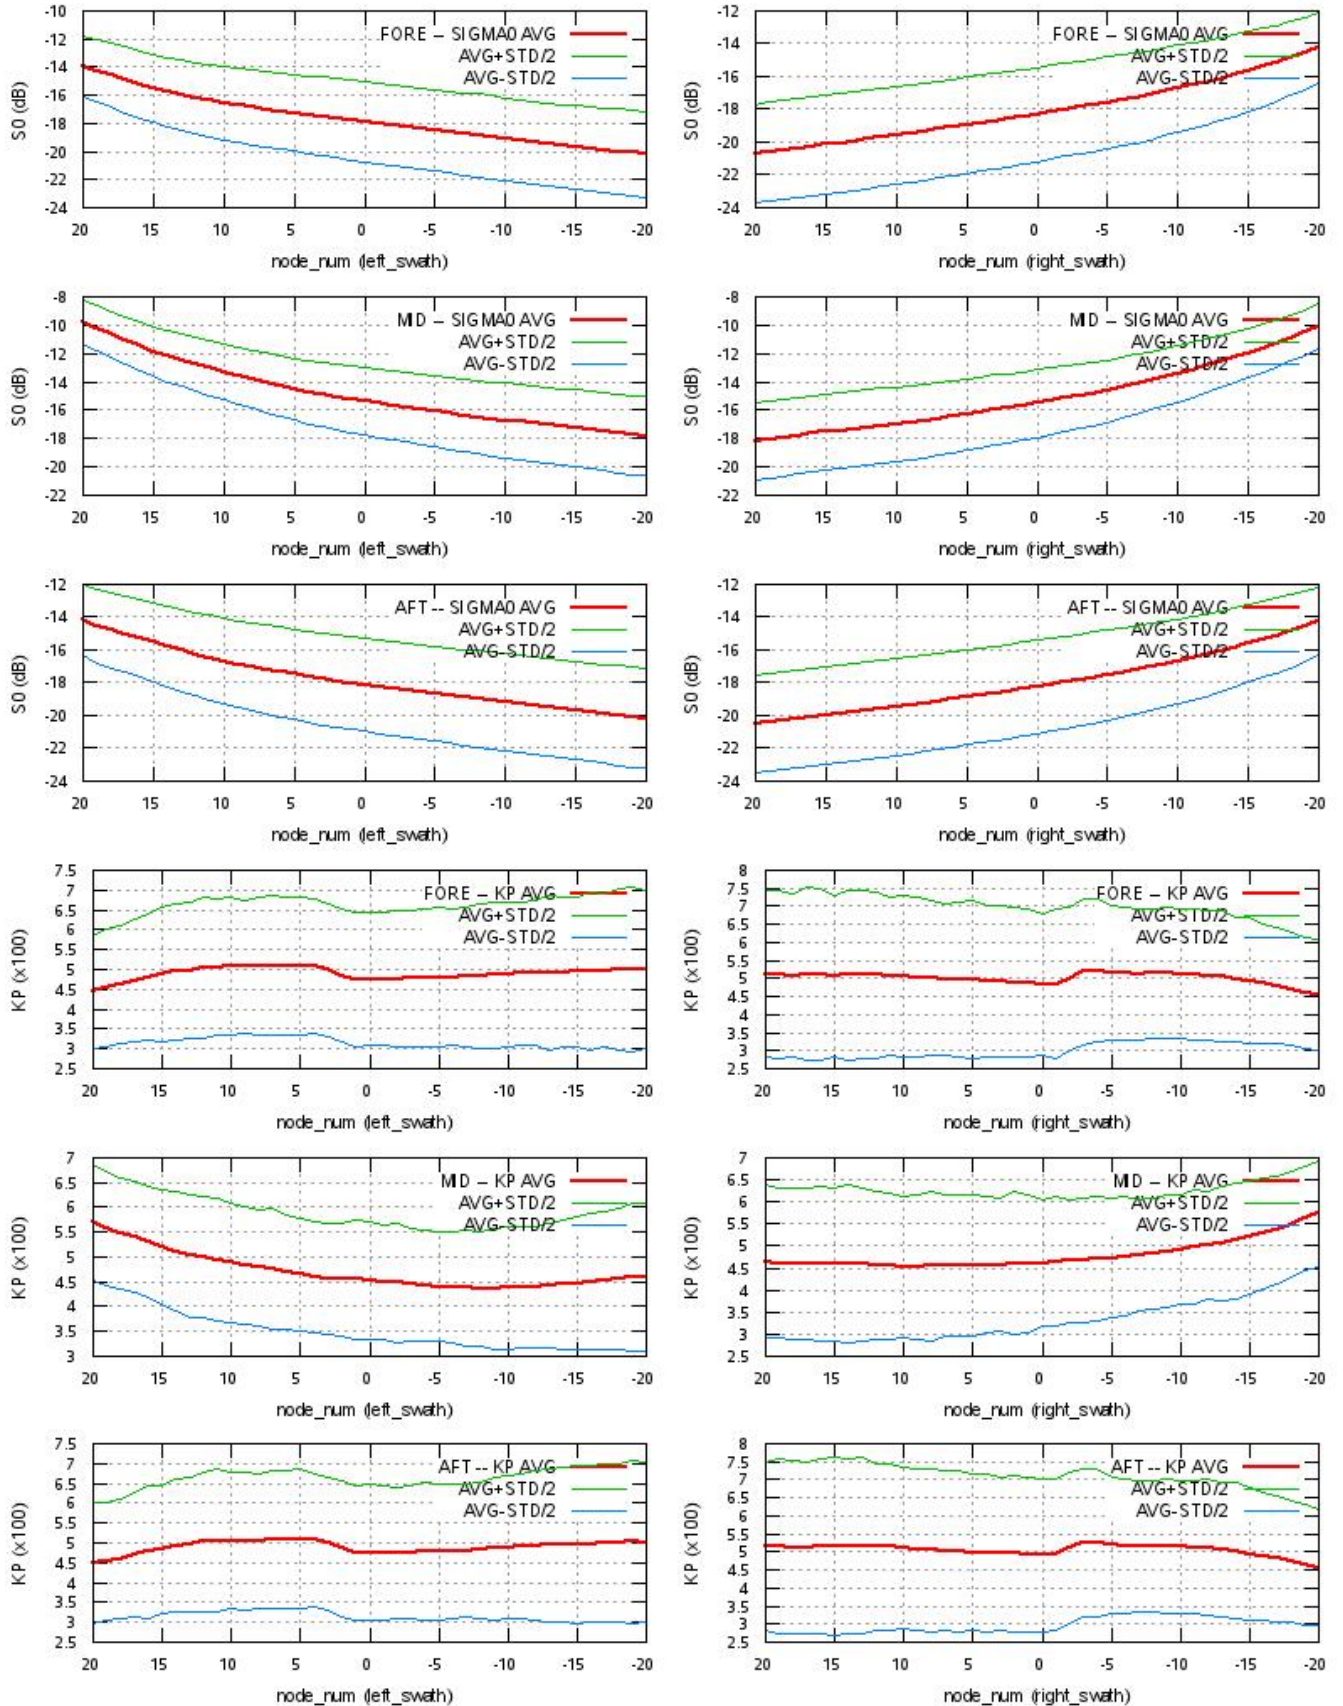 -10
-12
-14
-16
-18
-20
-22
-24
S0 (dB)
FORE -- SIGMA0 AVG
AVG+STD/2
AVG-STD/2
20 15 10 5 0 -5 -10 -15 -20
node_num (left_swath)
-12
-14
-16
-18
-20
-22
-24
S0 (dB)
FORE -- SIGMA0 AVG
AVG+STD/2
AVG-STD/2
20 15 10 5 0 -5 -10 -15 -20
node_num (right_swath)
-8
-10
-12
-14
-16
-18
-20
-22
S0 (dB)
MID -- SIGMA0 AVG
AVG+STD/2
AVG-STD/2
20 15 10 5 0 -5 -10 -15 -20
node_num (left_swath)
-8
-10
-12
-14
-16
-18
-20
-22
S0 (dB)
MID -- SIGMA0 AVG
AVG+STD/2
AVG-STD/2
20 15 10 5 0 -5 -10 -15 -20
node_num (right_swath)
-12
-14
-16
-18
-20
-22
-24
S0 (dB)
AFT -- SIGMA0 AVG
AVG+STD/2
AVG-STD/2
20 15 10 5 0 -5 -10 -15 -20
node_num (left_swath)
-12
-14
-16
-18
-20
-22
-24
S0 (dB)
AFT -- SIGMA0 AVG
AVG+STD/2
AVG-STD/2
20 15 10 5 0 -5 -10 -15 -20
node_num (right_swath)
7.5
7
6.5
6
5.5
5
4.5
4
3.5
3
2.5
KP (x100)
FORE -- KP AVG
AVG+STD/2
AVG-STD/2
20 15 10 5 0 -5 -10 -15 -20
node_num (left_swath)
8
7.5
7
6.5
6
5.5
5
4.5
4
3.5
3
2.5
KP (x100)
FORE -- KP AVG
AVG+STD/2
AVG-STD/2
20 15 10 5 0 -5 -10 -15 -20
node_num (right_swath)
7
6.5
6
5.5
5
4.5
4
3.5
3
KP (x100)
MID -- KP AVG
AVG+STD/2
AVG-STD/2
20 15 10 5 0 -5 -10 -15 -20
node_num (left_swath)
7
6.5
6
5.5
5
4.5
4
3.5
3
2.5
KP (x100)
MID -- KP AVG
AVG+STD/2
AVG-STD/2
20 15 10 5 0 -5 -10 -15 -20
node_num (right_swath)
7.5
7
6.5
6
5.5
5
4.5
4
3.5
3
2.5
KP (x100)
AFT -- KP AVG
AVG+STD/2
AVG-STD/2
20 15 10 5 0 -5 -10 -15 -20
node_num (left_swath)
8
7.5
7
6.5
6
5.5
5
4.5
4
3.5
3
2.5
KP (x100)
AFT -- KP AVG
AVG+STD/2
AVG-STD/2
20 15 10 5 0 -5 -10 -15 -20
node_num (right_swath)